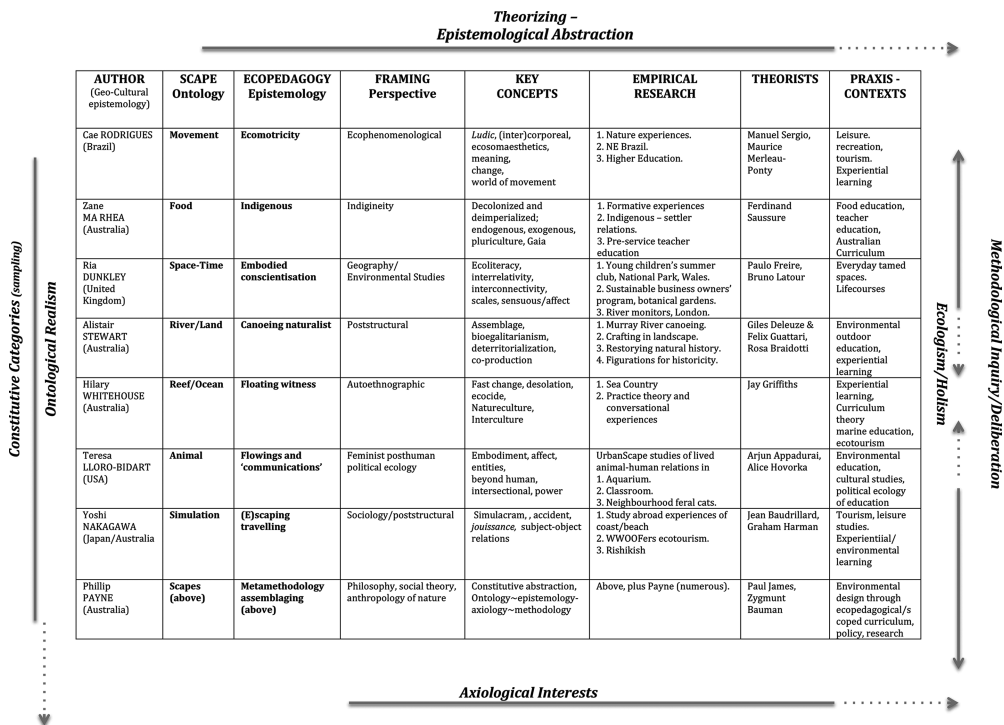 Theorizing –
Epistemological Abstraction
AUTHOR
(Geo-Cultural
epistemology)
SCAPE
Ontology
ECOPEDAGOGY
Epistemology
FRAMING
Perspective
KEY
CONCEPTS
EMPIRICAL
RESEARCH
THEORISTS
PRAXIS -
CONTEXTS
Cae RODRIGUES
(Brazil)
Movement
Ecomotricity
Ecophenomenological
Ludic, (inter)corporeal,
ecosomaesthetics,
meaning,
change,
world of movement
1. Nature experiences.
2. NE Brazil.
3. Higher Education.
Manuel Sergio,
Maurice
Merleau-
Ponty
Leisure.
recreation,
tourism.
Experiential
learning
Zane
MA RHEA
(Australia)
Food
Indigenous
Indigineity
Decolonized and
deimperialized;
endogenous, exogenous,
pluriculture, Gaia
1. Formative experiences
2. Indigenous – settler
relations.
3. Pre-service teacher
education
Ferdinand
Saussure
Food education,
teacher
education,
Australian
Curriculum
Ria
DUNKLEY
(United
Kingdom)
Space-Time
Embodied
conscientisation
Geography/
Environmental Studies
Ecoliteracy,
interrelativity,
interconnectivity,
scales, sensuous/affect
1. Young children's summer
club, National Park, Wales.
2. Sustainable business owners'
program, botanical gardens.
3. River monitors, London.
Paulo Freire,
Bruno Latour
Everyday tamed
spaces.
Lifecourses
Alistair
STEWART
(Australia)
River/Land
Canoeing naturalist
Poststructural
Assemblage,
bioegalitarianism,
deterritorialization,
co-production
1. Murray River canoeing.
2. Crafting in landscape.
3. Restorying natural history.
4. Figurations for historicity.
Giles Deleuze &
Felix Guattari,
Rosa Braidotti
Environmental
outdoor
education,
experiential
learning
Hilary
WHITEHOUSE
(Australia)
Reef/Ocean
Floating witness
Autoethnographic
Fast change, desolation,
ecocide,
Natureculture,
Interculture
1. Sea Country
2. Practice theory and
conversational
experiences
Jay Griffiths
Experiential
learning,
Curriculum
theory
marine education,
ecotourism
Teresa
LLORO-BIDART
(USA)
Animal
Flowings and
'communications'
Feminist posthuman
political ecology
Embodiment, affect,
entities,
beyond human,
intersectional, power
UrbanScape studies of lived
animal-human relations in
1. Aquarium.
2. Classroom.
3. Neighbourhood feral cats.
Arjun Appadurai,
Alice Hovorka
Environmental
education,
cultural studies,
political ecology
of education
Yoshi
NAKAGAWA
(Japan/Australia
Simulation
(E)scaping
travelling
Sociology/poststructural
Simulacram, , accident,
jouissance, subject-object
relations
1. Study abroad experiences of
coast/beach
2. WWOOFers ecotourism.
3. Rishikish
Jean Baudrillard,
Graham Harman
Tourism, leisure
studies.
Experientiial/
environmental
learning
Phillip
PAYNE
(Australia)
Scapes
(above)
Metamethodology
assemblaging
(above)
Philosophy, social theory,
anthropology of nature
Constitutive abstraction,
Ontology~epistemology-
axiology~methodology
Above, plus Payne (numerous).
Paul James,
Zygmunt
Bauman
Environmental
design through
ecopedagogical/s
coped curriculum,
policy, research
Constitutive Categories (sampling)
Ontological Realism
Ecologism/Holism
Methodological Inquiry/Deliberation
Axiological Interests